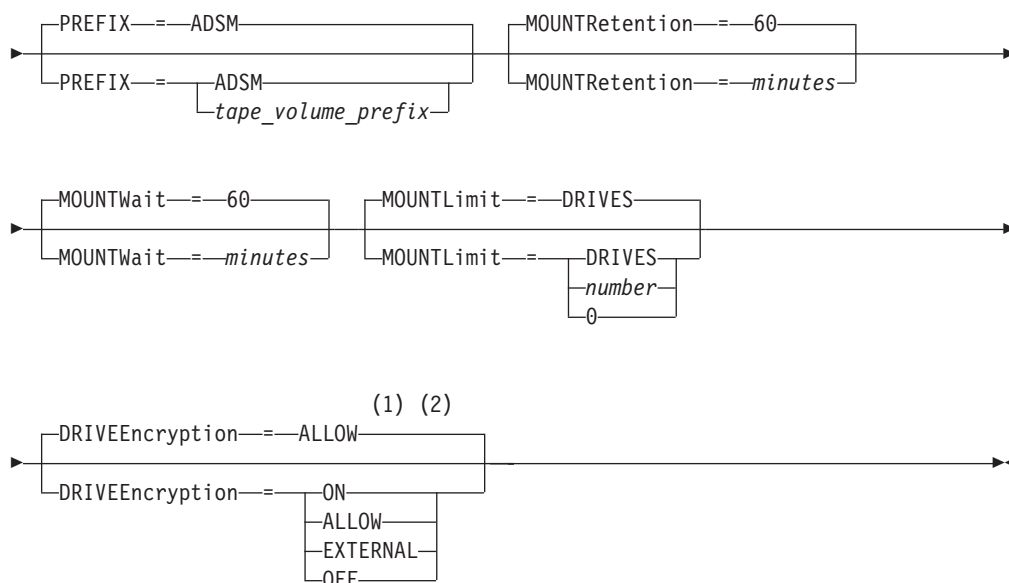 PREFIX = ADSM MOUNTRetention = 60
PREFIX = ADSM MOUNTRetention = minutes
tape_volume_prefix
MOUNTWait = 60 MOUNTLimit = DRIVES
MOUNTWait = minutes MOUNTLimit = DRIVES
number
0
(1) (2)
DRIVEEncryption = ALLOW
DRIVEEncryption = ON
ALLOW
EXTERNAL
OFF